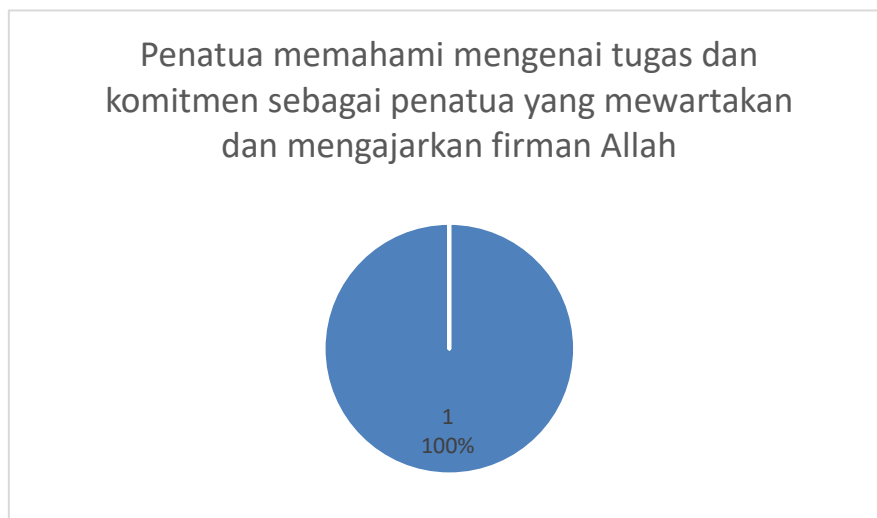 Penatua memahami mengenai tugas dan
komitmen sebagai penatua yang mewartakan
dan mengajarkan firman Allah
1
100%